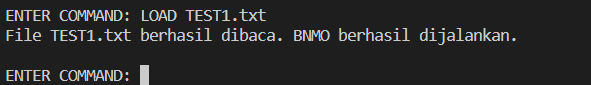 ENTER COMMAND: LOAD TEST1.txt
File TEST1.txt berhasil dibaca. BNMO berhasil dijalankan.
ENTER COMMAND: